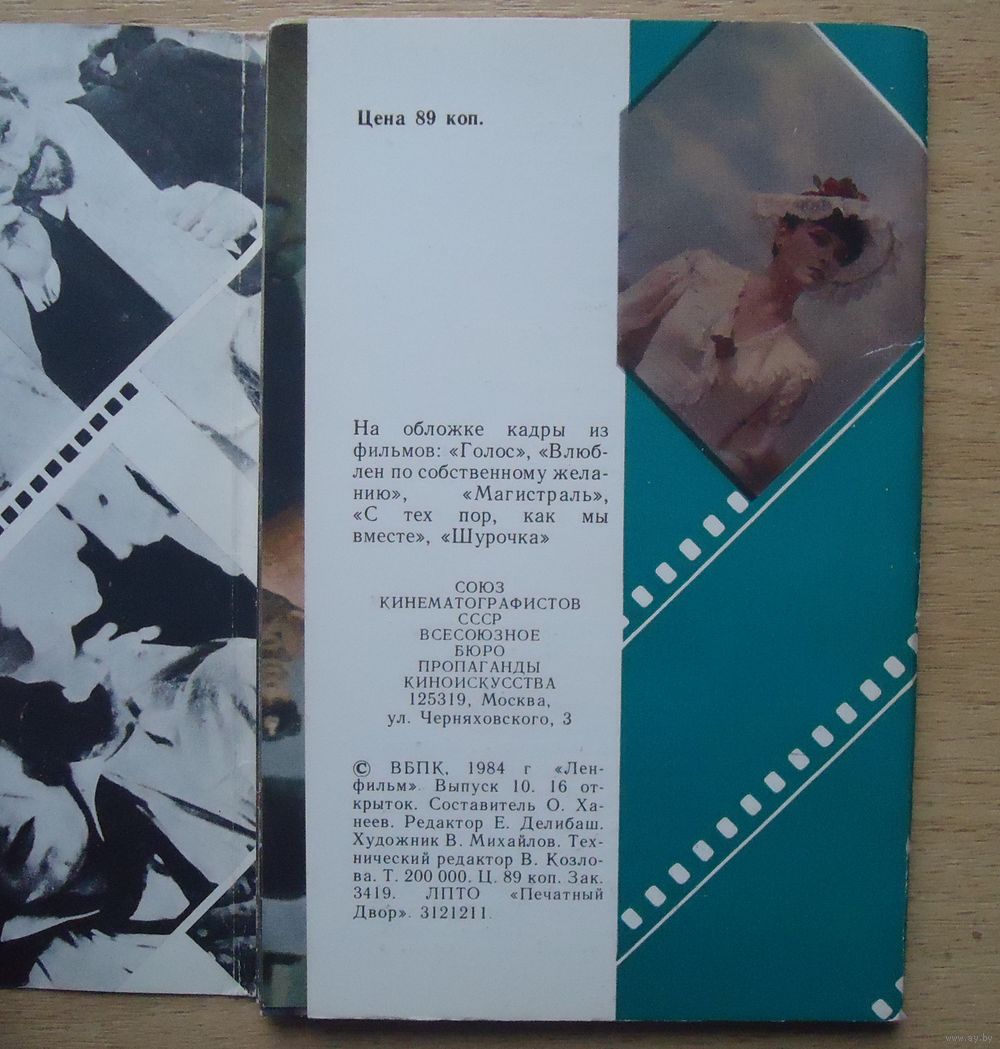 Цена 89 коп.
На обложке кадры из
фильмов: «Голос», «Влюб-
лен по собственному жела-
нию», «Магистраль»,
«С тех пор, как мы
вместе», «Шурочка»
СОЮЗ
КИНЕМАТОГРАФИСТОВ
СССР
ВСЕСОЮЗНОЕ
БЮРО
ПРОПАГАНДЫ
КИНОИСКУССТВА
125319, Москва,
ул. Черняховского, 3
© ВБПК, 1984 г «Лен-
фильм». Выпуск 10. 16 от-
крыток. Составитель О. Ха-
неев. Редактор Е. Делибаш.
Художник В. Михайлов. Тех-
нический редактор В. Козло-
ва. Т. 200 000. Ц. 89 коп. Зак.
3419. ЛПТО «Печатный
Двор». 3121211.
www.ay.by